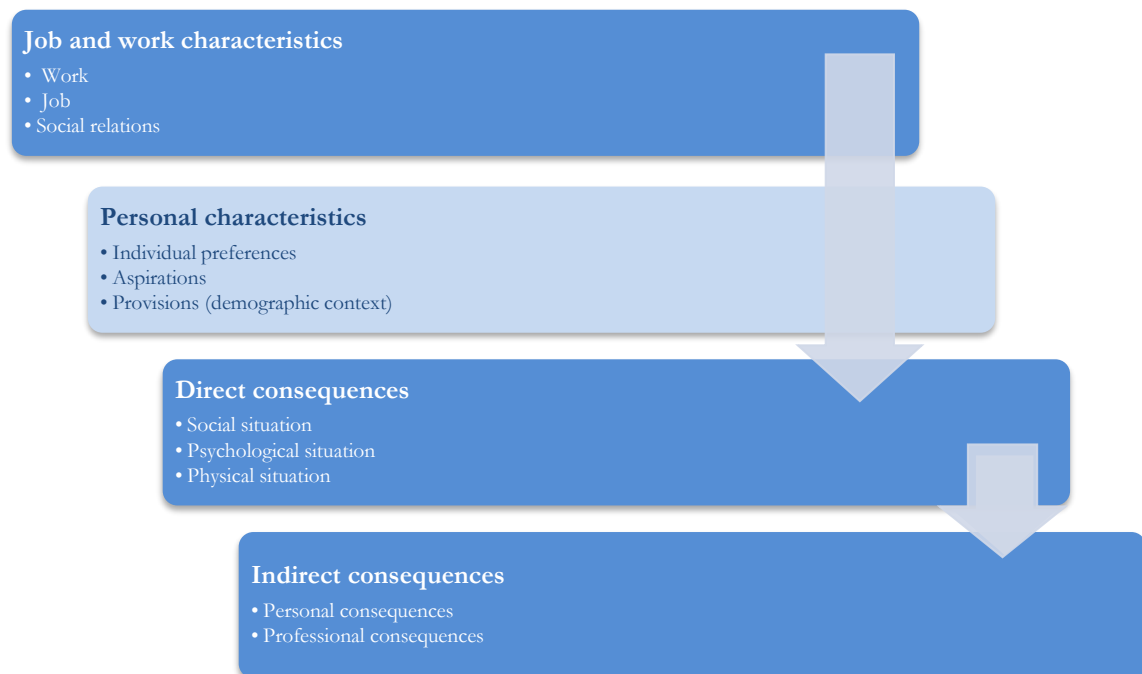 Job and work characteristics
• Work
• Job
• Social relations
Personal characteristics
• Individual preferences
• Aspirations
• Provisions (demographic context)
Direct consequences
• Social situation
• Psychological situation
• Physical situation
Indirect consequences
• Personal consequences
• Professional consequences